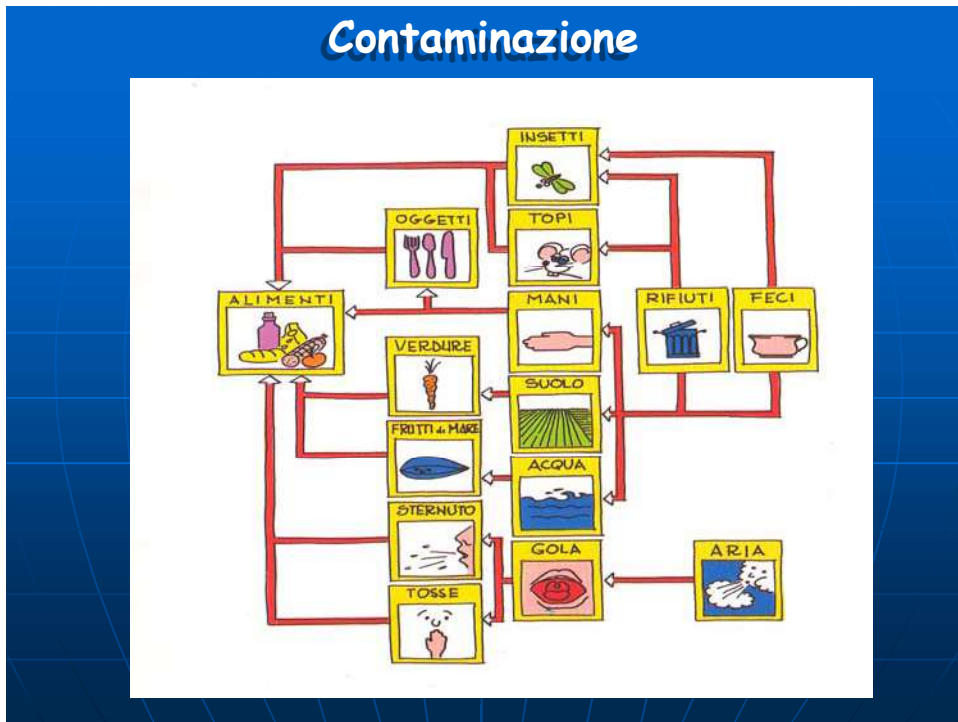 Contaminazione
INSETTI
OGGETTI
TOPI
ALIMENTI
MANI
RIFIUTI
FECI
VERDURE
SUOLO
FRUTTI di MARE
ACQUA
STERNUTO
GOLA
ARIA
TOSSE